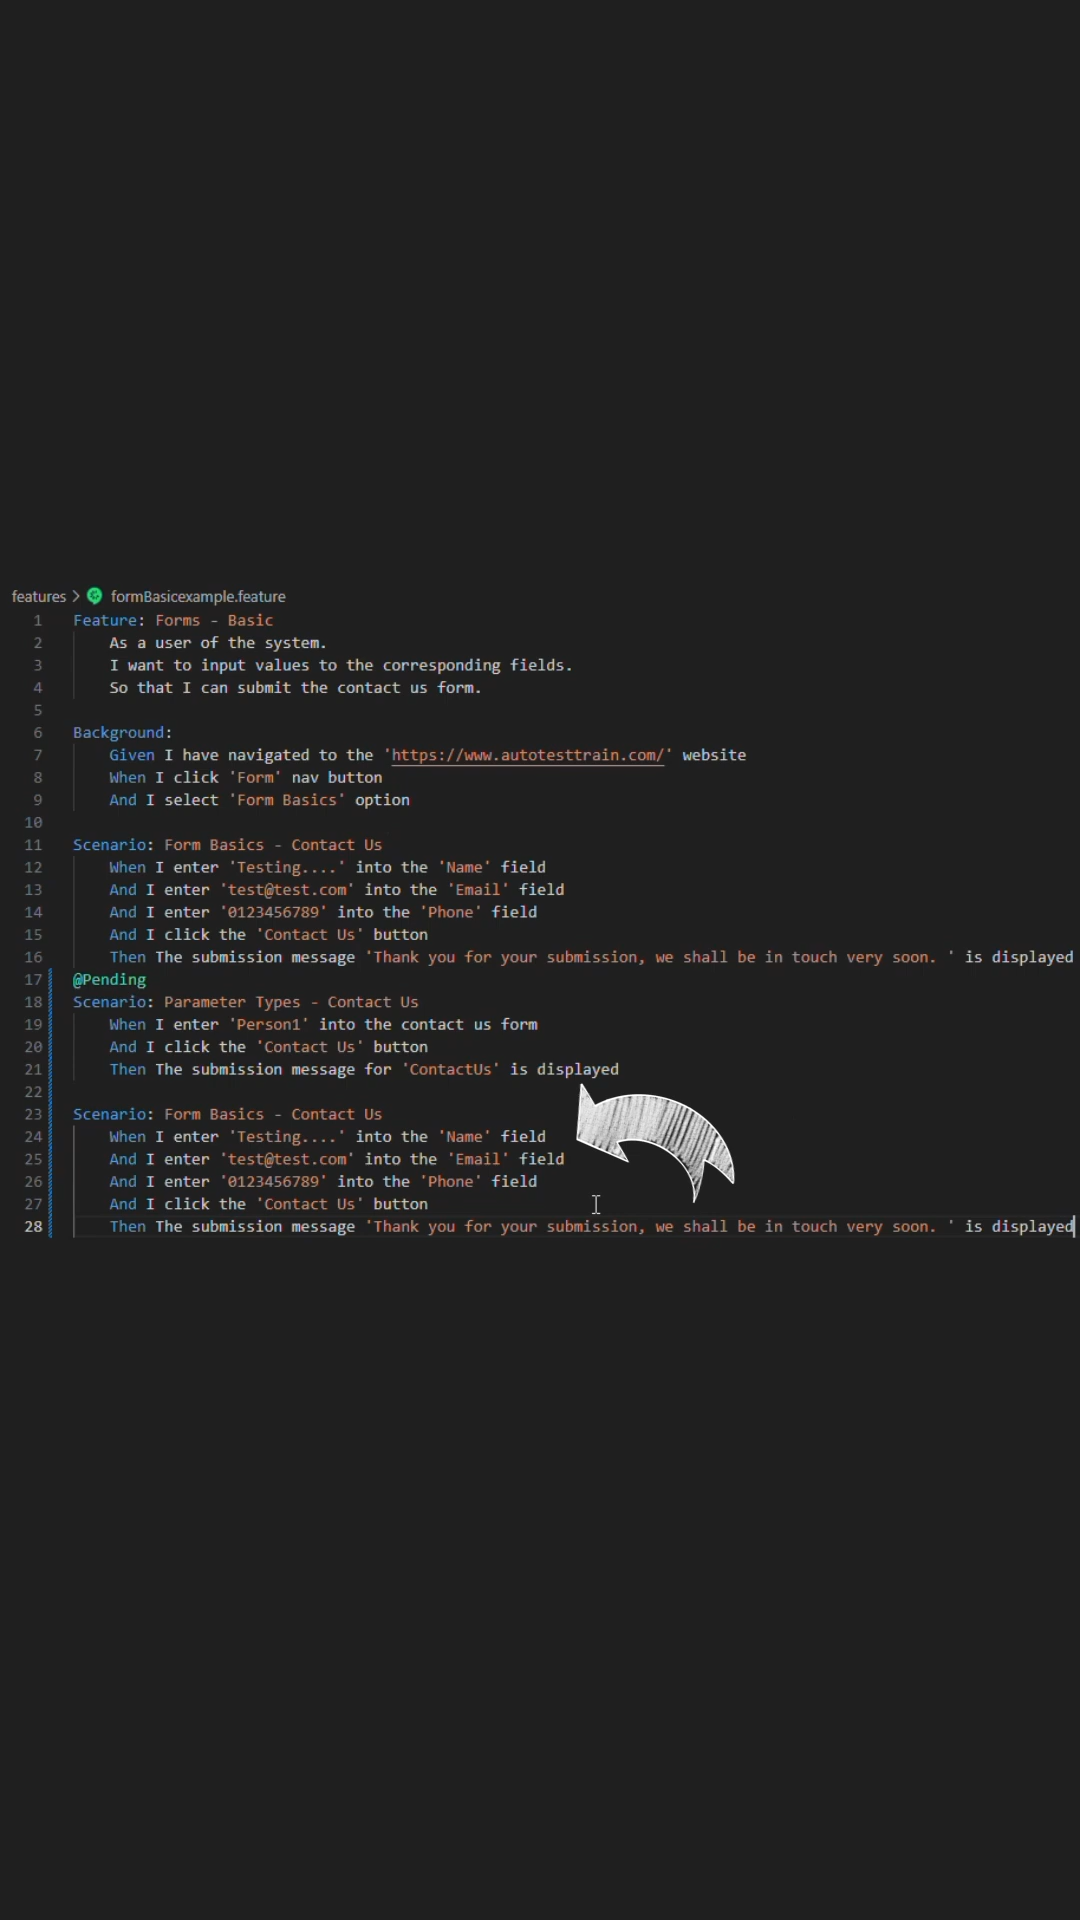 features > formBasicexample.feature
1 Feature: Forms - Basic
2 As a user of the system.
3 I want to input values to the corresponding fields.
4 So that I can submit the contact us form.
5
6 Background:
7 Given I have navigated to the 'https://www.autotesttrain.com/' website
8 When I click 'Form' nav button
9 And I select 'Form Basics' option
10
11 Scenario: Form Basics - Contact Us
12 When I enter 'Testing....' into the 'Name' field
13 And I enter 'test@test.com' into the 'Email' field
14 And I enter '0123456789' into the 'Phone' field
15 And I click the 'Contact Us' button
16 Then The submission message 'Thank you for your submission, we shall be in touch very soon. ' is displayed
17 @Pending
18 Scenario: Parameter Types - Contact Us
19 When I enter 'Person1' into the contact us form
20 And I click the 'Contact Us' button
21 Then The submission message for 'ContactUs' is displayed
22
23 Scenario: Form Basics - Contact Us
24 When I enter 'Testing....' into the 'Name' field
25 And I enter 'test@test.com' into the 'Email' field
26 And I enter '0123456789' into the 'Phone' field
27 And I click the 'Contact Us' button
28 Then The submission message 'Thank you for your submission, we shall be in touch very soon. ' is displayed